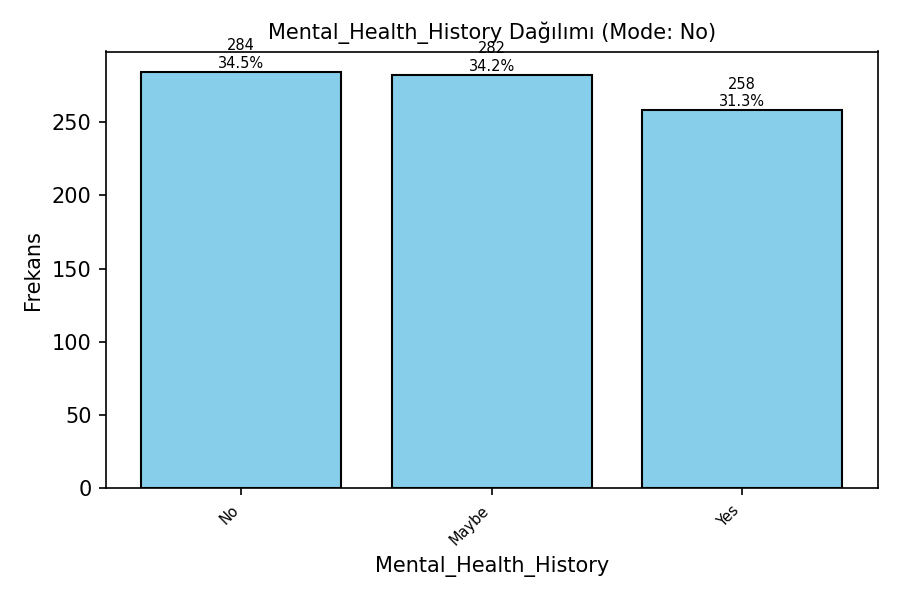 Mental_Health_History Dağılımı (Mode: No)
284
34.5%
282
34.2%
258
31.3%
250
200
150
100
50
0
Frekans
No
Maybe
Yes
Mental_Health_History